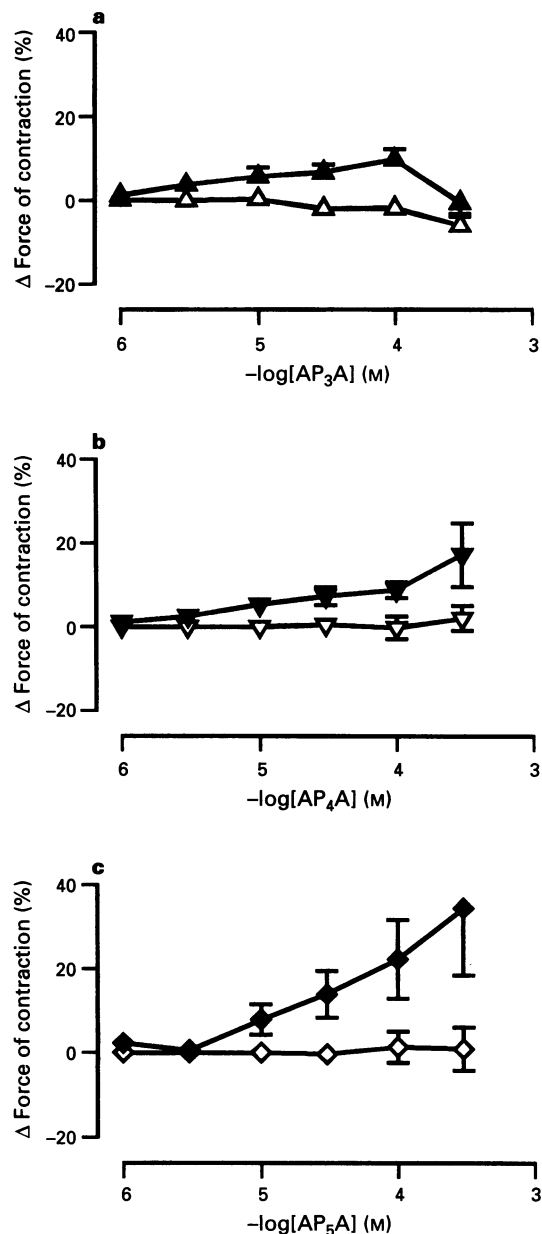 a
Δ Force of contraction (%)
40
20
0
−20
6 5 4 3
−log[AP₃A] (M)
b
Δ Force of contraction (%)
40
20
0
−20
6 5 4 3
−log[AP₄A] (M)
c
Δ Force of contraction (%)
40
20
0
−20
6 5 4 3
−log[AP₅A] (M)